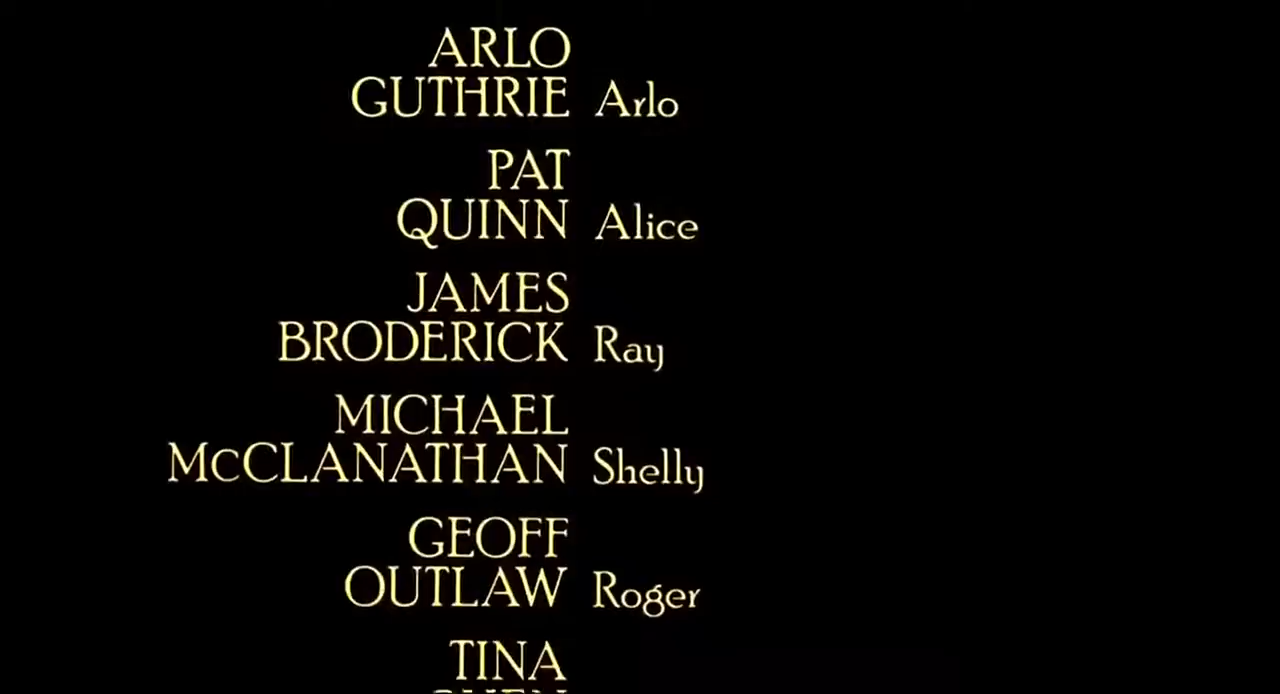 ARLO
GUTHRIE Arlo
PAT
QUINN Alice
JAMES
BRODERICK Ray
MICHAEL
McCLANATHAN Shelly
GEOFF
OUTLAW Roger
TINA